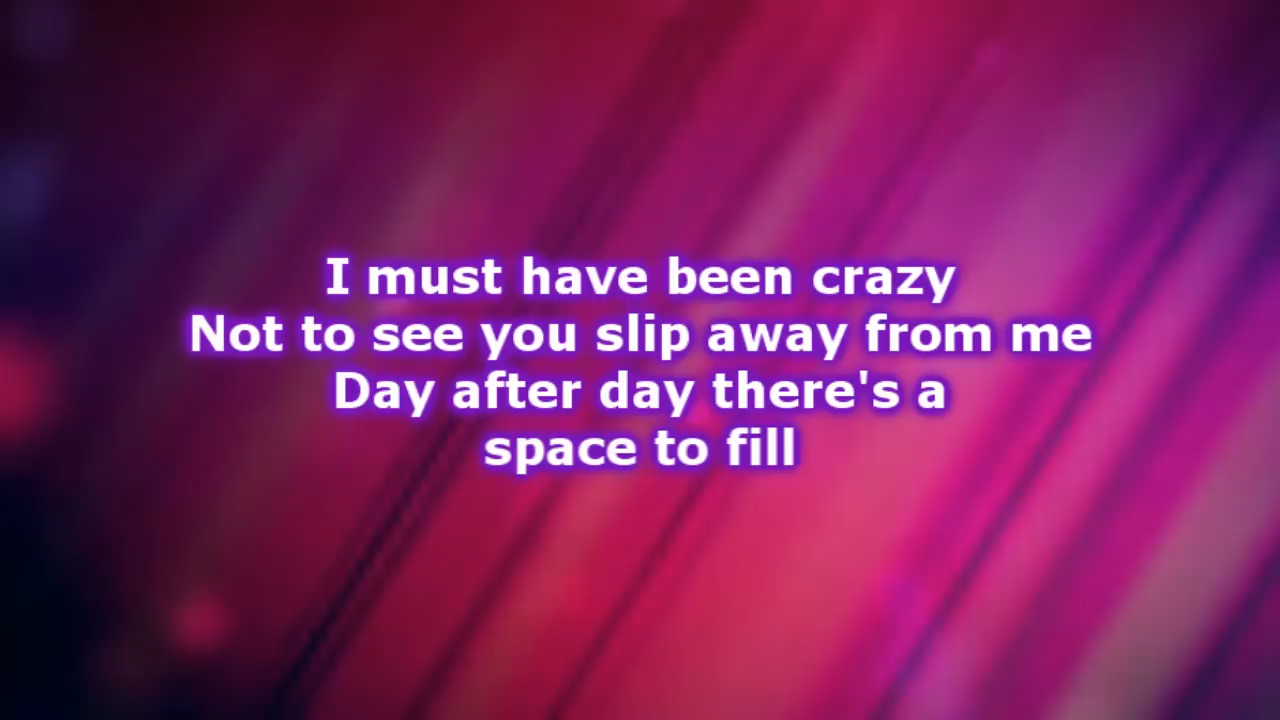 I must have been crazy
Not to see you slip away from me
Day after day there's a
space to fill